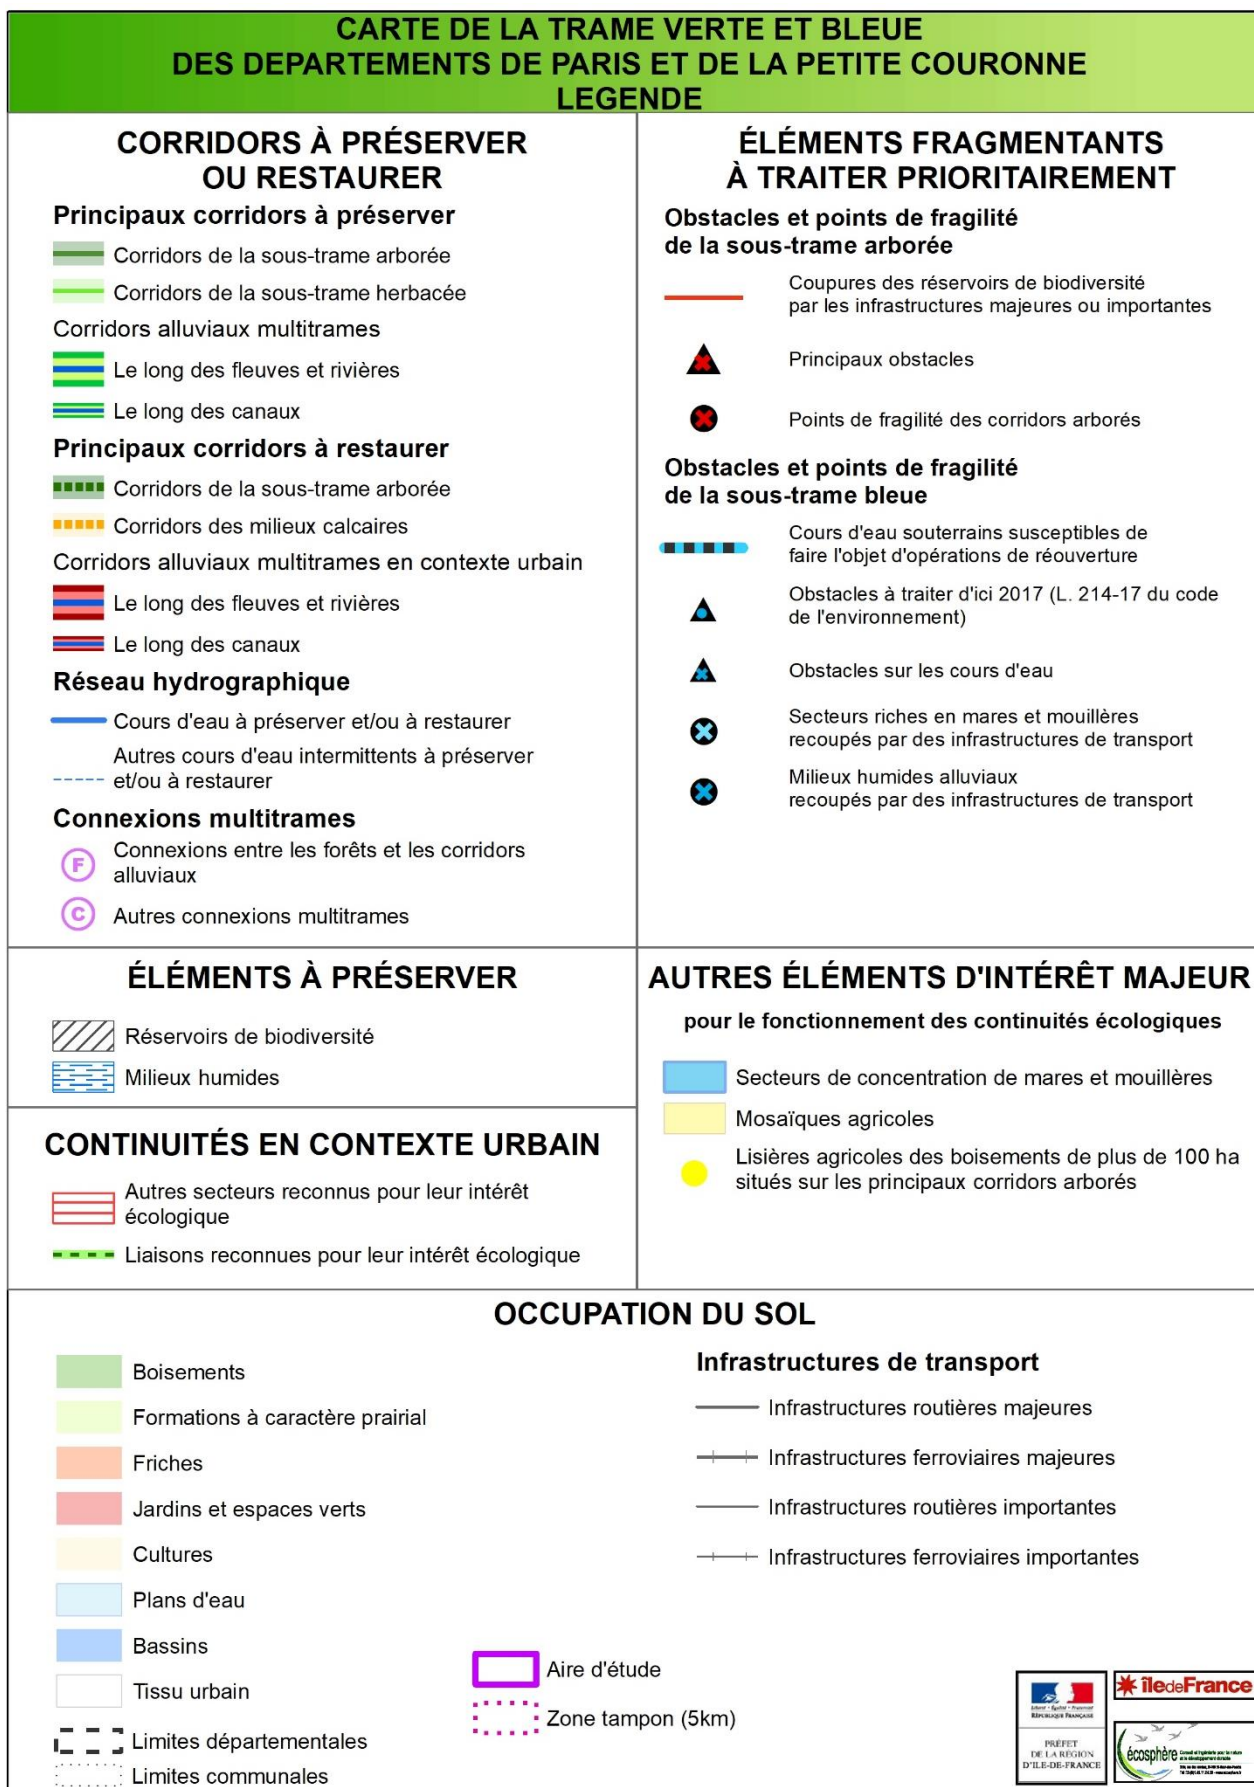 CARTE DE LA TRAME VERTE ET BLEUE
DES DEPARTEMENTS DE PARIS ET DE LA PETITE COURONNE
LEGENDE
CORRIDORS À PRÉSERVER
OU RESTAURER
Principaux corridors à préserver
Corridors de la sous-trame arborée
Corridors de la sous-trame herbacée
Corridors alluviaux multitrames
Le long des fleuves et rivières
Le long des canaux
Principaux corridors à restaurer
Corridors de la sous-trame arborée
Corridors des milieux calcaires
Corridors alluviaux multitrames en contexte urbain
Le long des fleuves et rivières
Le long des canaux
Réseau hydrographique
Cours d'eau à préserver et/ou à restaurer
Autres cours d'eau intermittents à préserver
et/ou à restaurer
Connexions multitrames
F
Connexions entre les forêts et les corridors
alluviaux
C
Autres connexions multitrames
ÉLÉMENTS FRAGMENTANTS
À TRAITER PRIORITAIREMENT
Obstacles et points de fragilité
de la sous-trame arborée
Coupures des réservoirs de biodiversité
par les infrastructures majeures ou importantes
Principaux obstacles
Points de fragilité des corridors arborés
Obstacles et points de fragilité
de la sous-trame bleue
Cours d'eau souterrains susceptibles de
faire l'objet d'opérations de réouverture
Obstacles à traiter d'ici 2017 (L. 214-17 du code
de l'environnement)
Obstacles sur les cours d'eau
Secteurs riches en mares et mouillères
recoupés par des infrastructures de transport
Milieux humides alluviaux
recoupés par des infrastructures de transport
ÉLÉMENTS À PRÉSERVER
Réservoirs de biodiversité
Milieux humides
CONTINUITÉS EN CONTEXTE URBAIN
Autres secteurs reconnus pour leur intérêt
écologique
Liaisons reconnues pour leur intérêt écologique
AUTRES ÉLÉMENTS D'INTÉRÊT MAJEUR
pour le fonctionnement des continuités écologiques
Secteurs de concentration de mares et mouillères
Mosaïques agricoles
Lisières agricoles des boisements de plus de 100 ha
situés sur les principaux corridors arborés
OCCUPATION DU SOL
Boisements
Formations à caractère prairial
Friches
Jardins et espaces verts
Cultures
Plans d'eau
Bassins
Tissu urbain
Limites départementales
Limites communales
Aire d'étude
Zone tampon (5km)
Infrastructures de transport
Infrastructures routières majeures
Infrastructures ferroviaires majeures
Infrastructures routières importantes
Infrastructures ferroviaires importantes
Liberté • Égalité • Fraternité
RÉPUBLIQUE FRANÇAISE
PRÉFET
DE LA RÉGION
D'ILE-DE-FRANCE
îledeFrance
écosphère